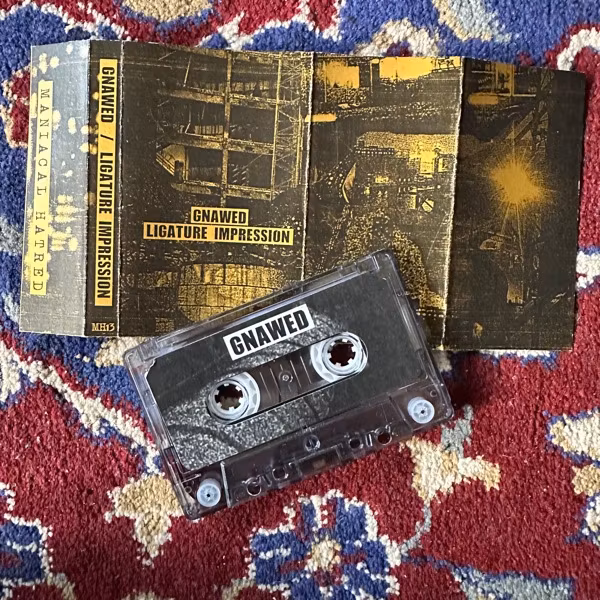 MANIACAL HATRED
GNAWED / LIGATURE IMPRESSION
MH13
GNAWED
LIGATURE IMPRESSION
GNAWED